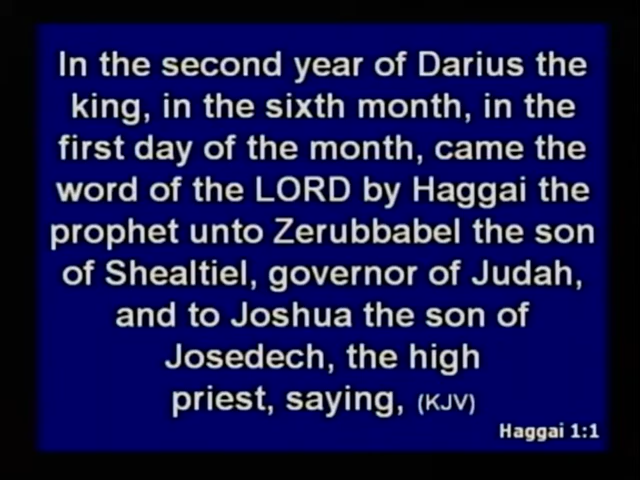 In the second year of Darius the
king, in the sixth month, in the
first day of the month, came the
word of the LORD by Haggai the
prophet unto Zerubbabel the son
of Shealtiel, governor of Judah,
and to Joshua the son of
Josedech, the high
priest, saying, (KJV)
Haggai 1:1